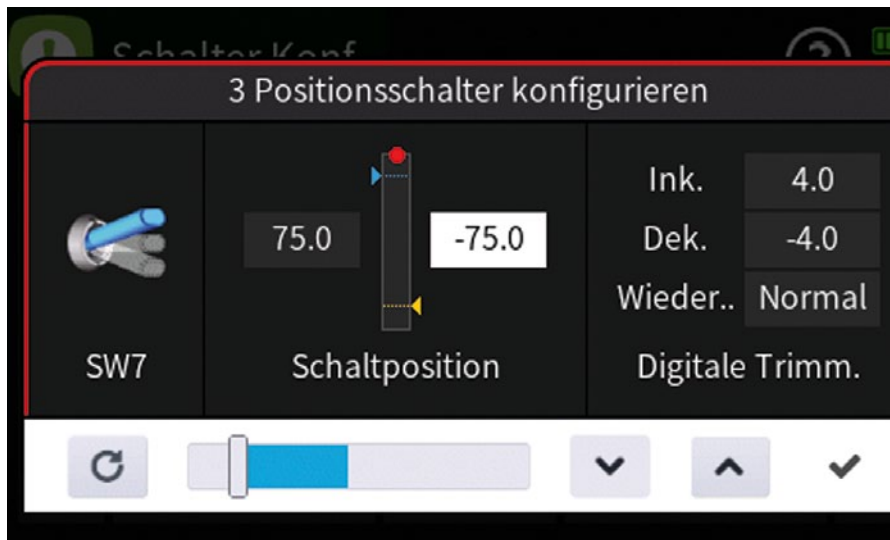 Schalter Konf
?
3 Positionsschalter konfigurieren
75.0
-75.0
SW7
Schaltposition
Ink. 4.0
Dek. -4.0
Wieder.. Normal
Digitale Trimm.